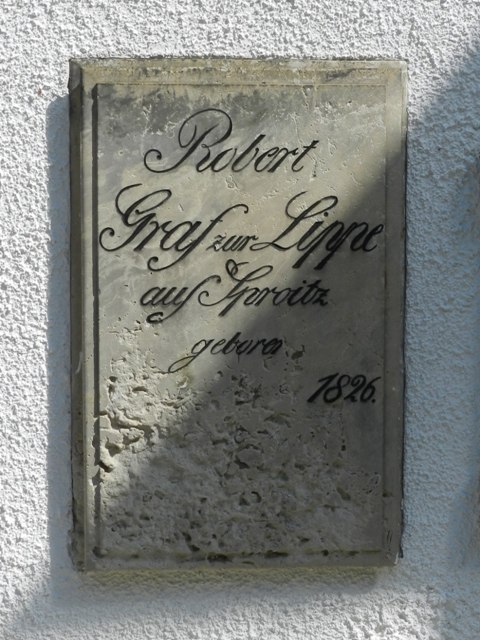 Robert
Graf zur Lippe
auf Sproitz
geboren
1826.